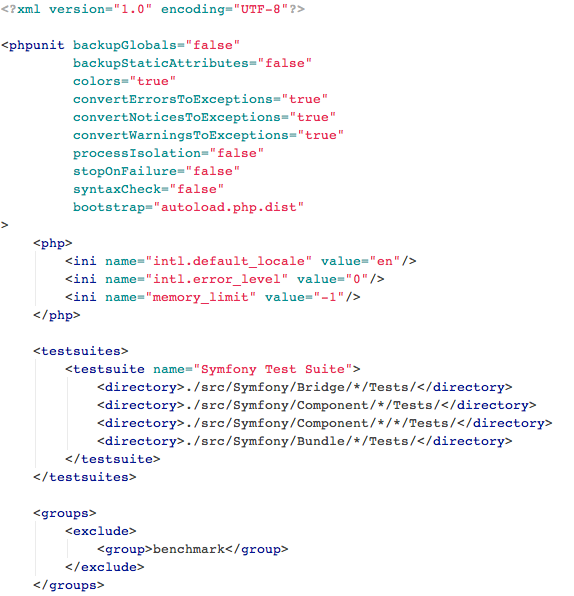 <?xml version="1.0" encoding="UTF-8"?>
<phpunit backupGlobals="false"
backupStaticAttributes="false"
colors="true"
convertErrorsToExceptions="true"
convertNoticesToExceptions="true"
convertWarningsToExceptions="true"
processIsolation="false"
stopOnFailure="false"
syntaxCheck="false"
bootstrap="autoload.php.dist"
>
<php>
<ini name="intl.default_locale" value="en"/>
<ini name="intl.error_level" value="0"/>
<ini name="memory_limit" value="-1"/>
</php>
<testsuites>
<testsuite name="Symfony Test Suite">
<directory>./src/Symfony/Bridge/*/Tests/</directory>
<directory>./src/Symfony/Component/*/Tests/</directory>
<directory>./src/Symfony/Component/*/*/Tests/</directory>
<directory>./src/Symfony/Bundle/*/Tests/</directory>
</testsuite>
</testsuites>
<groups>
<exclude>
<group>benchmark</group>
</exclude>
</groups>